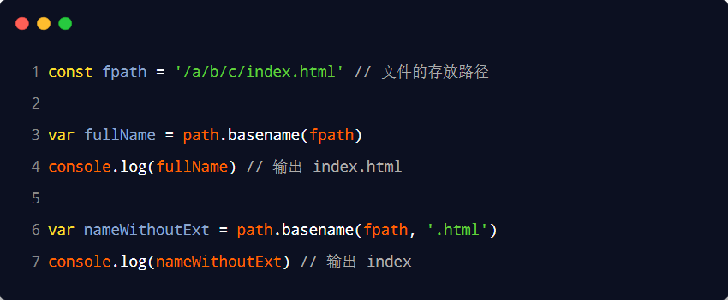 1 const fpath = '/a/b/c/index.html' // 文件的存放路径
2
3 var fullName = path.basename(fpath)
4 console.log(fullName) // 输出 index.html
5
6 var nameWithoutExt = path.basename(fpath, '.html')
7 console.log(nameWithoutExt) // 输出 index